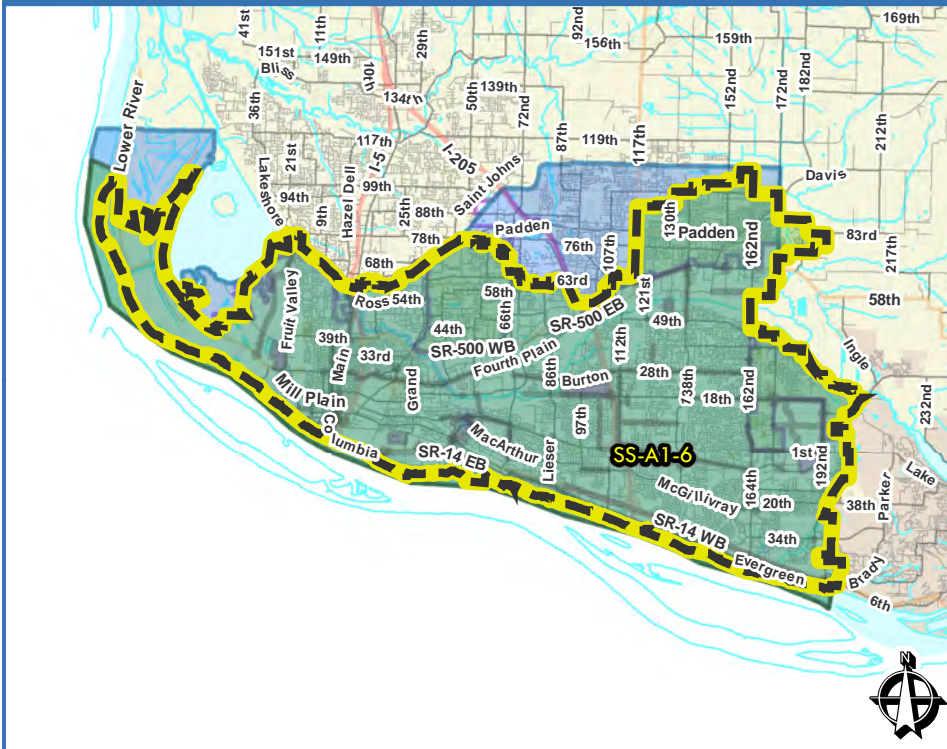 169th
41st
11th
29th
92nd
156th
159th
151st
149th
Bliss
10th
134th
50th
139th
152nd
172nd
182nd
Lower River
36th
72nd
87th
119th
117th
212th
117th
I-5
I-205
21st
Lakeshore
94th
9th
Hazel Dell
99th
25th
88th
Saint Johns
Davis
78th
Padden
76th
107th
130th
Padden
162nd
83rd
217th
68th
63rd
Ross
54th
58th
66th
SR-500 EB
121st
58th
Fruit Valley
39th
Main
33rd
44th
SR-500 WB
Fourth Plain
49th
112th
Ingle
Grand
86th
Burton
28th
738th
18th
162nd
232nd
Mill Plain
Columbia
97th
MacArthur
Lieser
SR-14 EB
SS-A1-6
1st
192nd
Lake
McGillivray
164th
20th
38th
Parker
SR-14 WB
34th
Evergreen
Brady
6th
N